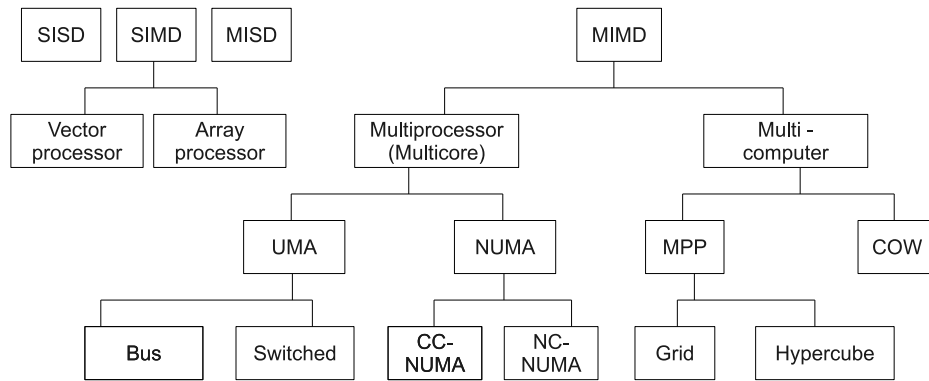 SISD
SIMD
MISD
MIMD
Vector
processor
Array
processor
Multiprocessor
(Multicore)
Multi -
computer
UMA
NUMA
MPP
COW
Bus
Switched
CC-
NUMA
NC-
NUMA
Grid
Hypercube